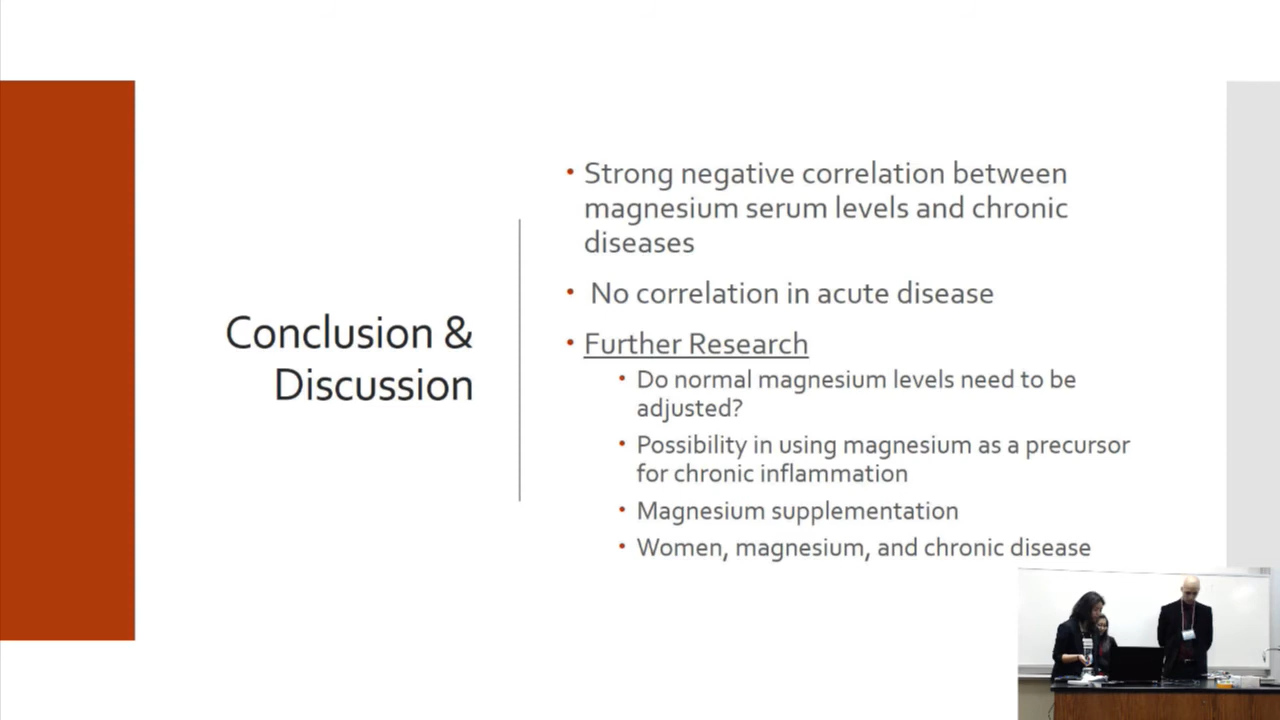 Conclusion &
Discussion
• Strong negative correlation between
magnesium serum levels and chronic
diseases
• No correlation in acute disease
• Further Research
• Do normal magnesium levels need to be
adjusted?
• Possibility in using magnesium as a precursor
for chronic inflammation
• Magnesium supplementation
• Women, magnesium, and chronic disease